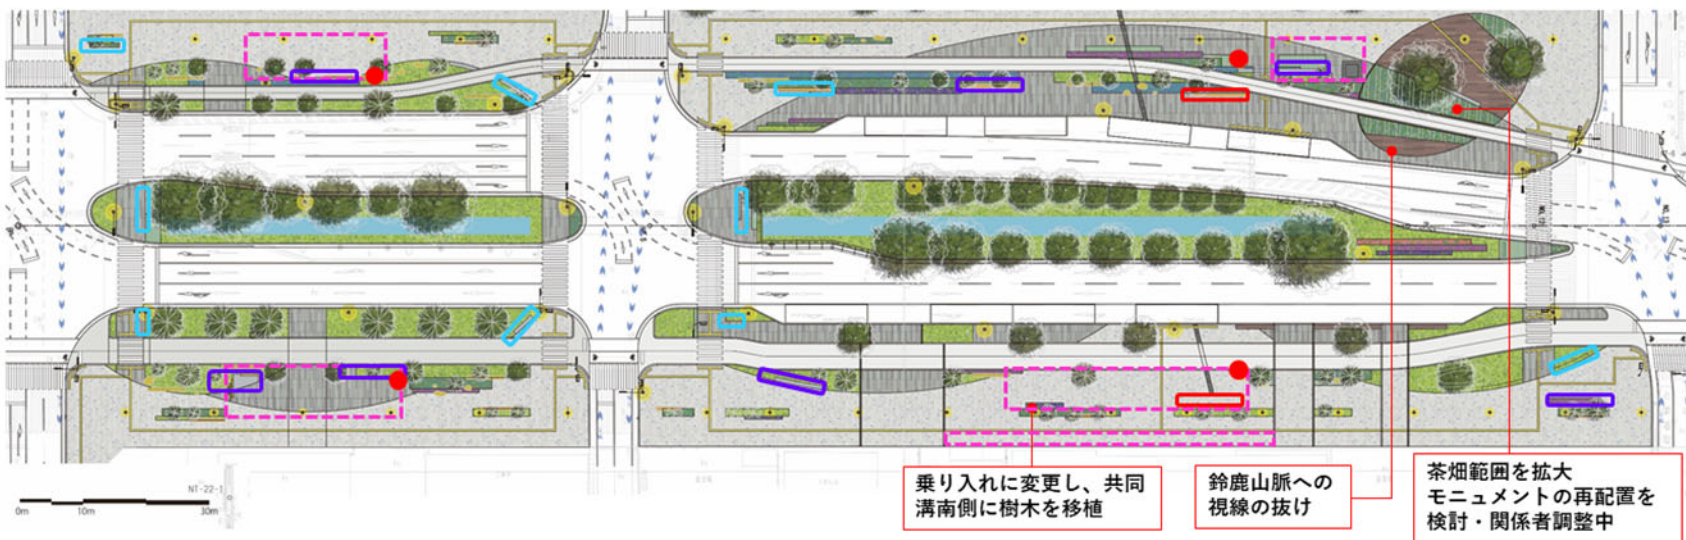 NT-22-1
0m 10m 30m
乗り入れに変更し、共同
溝南側に樹木を移植
鈴鹿山脈への
視線の抜け
茶畑範囲を拡大
モニュメントの再配置を
検討・関係者調整中